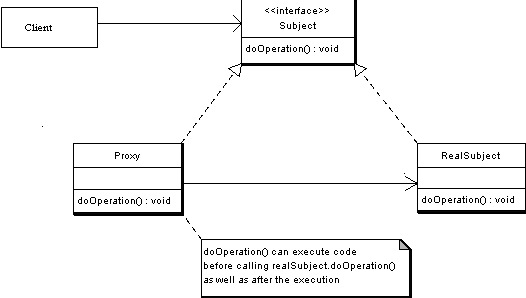 Client
<<interface>>
Subject
doOperation() : void
Proxy
doOperation() : void
RealSubject
doOperation() : void
doOperation() can execute code
before calling realSubject.doOperation()
as well as after the execution